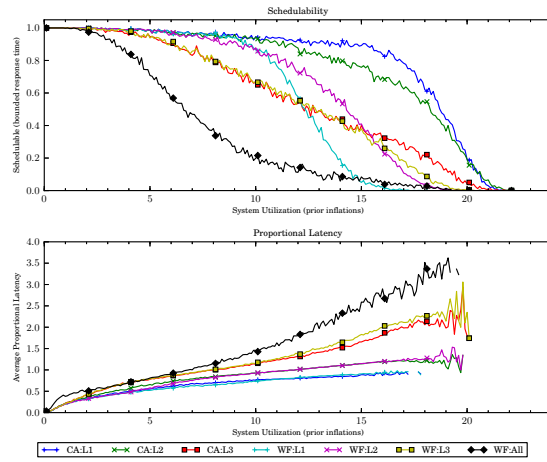 Schedulability
Schedulable (bounded response time)
1.0
0.8
0.6
0.4
0.2
0.0
0 5 10 15 20
System Utilization (prior inflations)
Proportional Latency
Average Proportional Latency
4.0
3.5
3.0
2.5
2.0
1.5
1.0
0.5
0.0
0 5 10 15 20
System Utilization (prior inflations)
CA:L1 CA:L2 CA:L3 WF:L1 WF:L2 WF:L3 WF:All